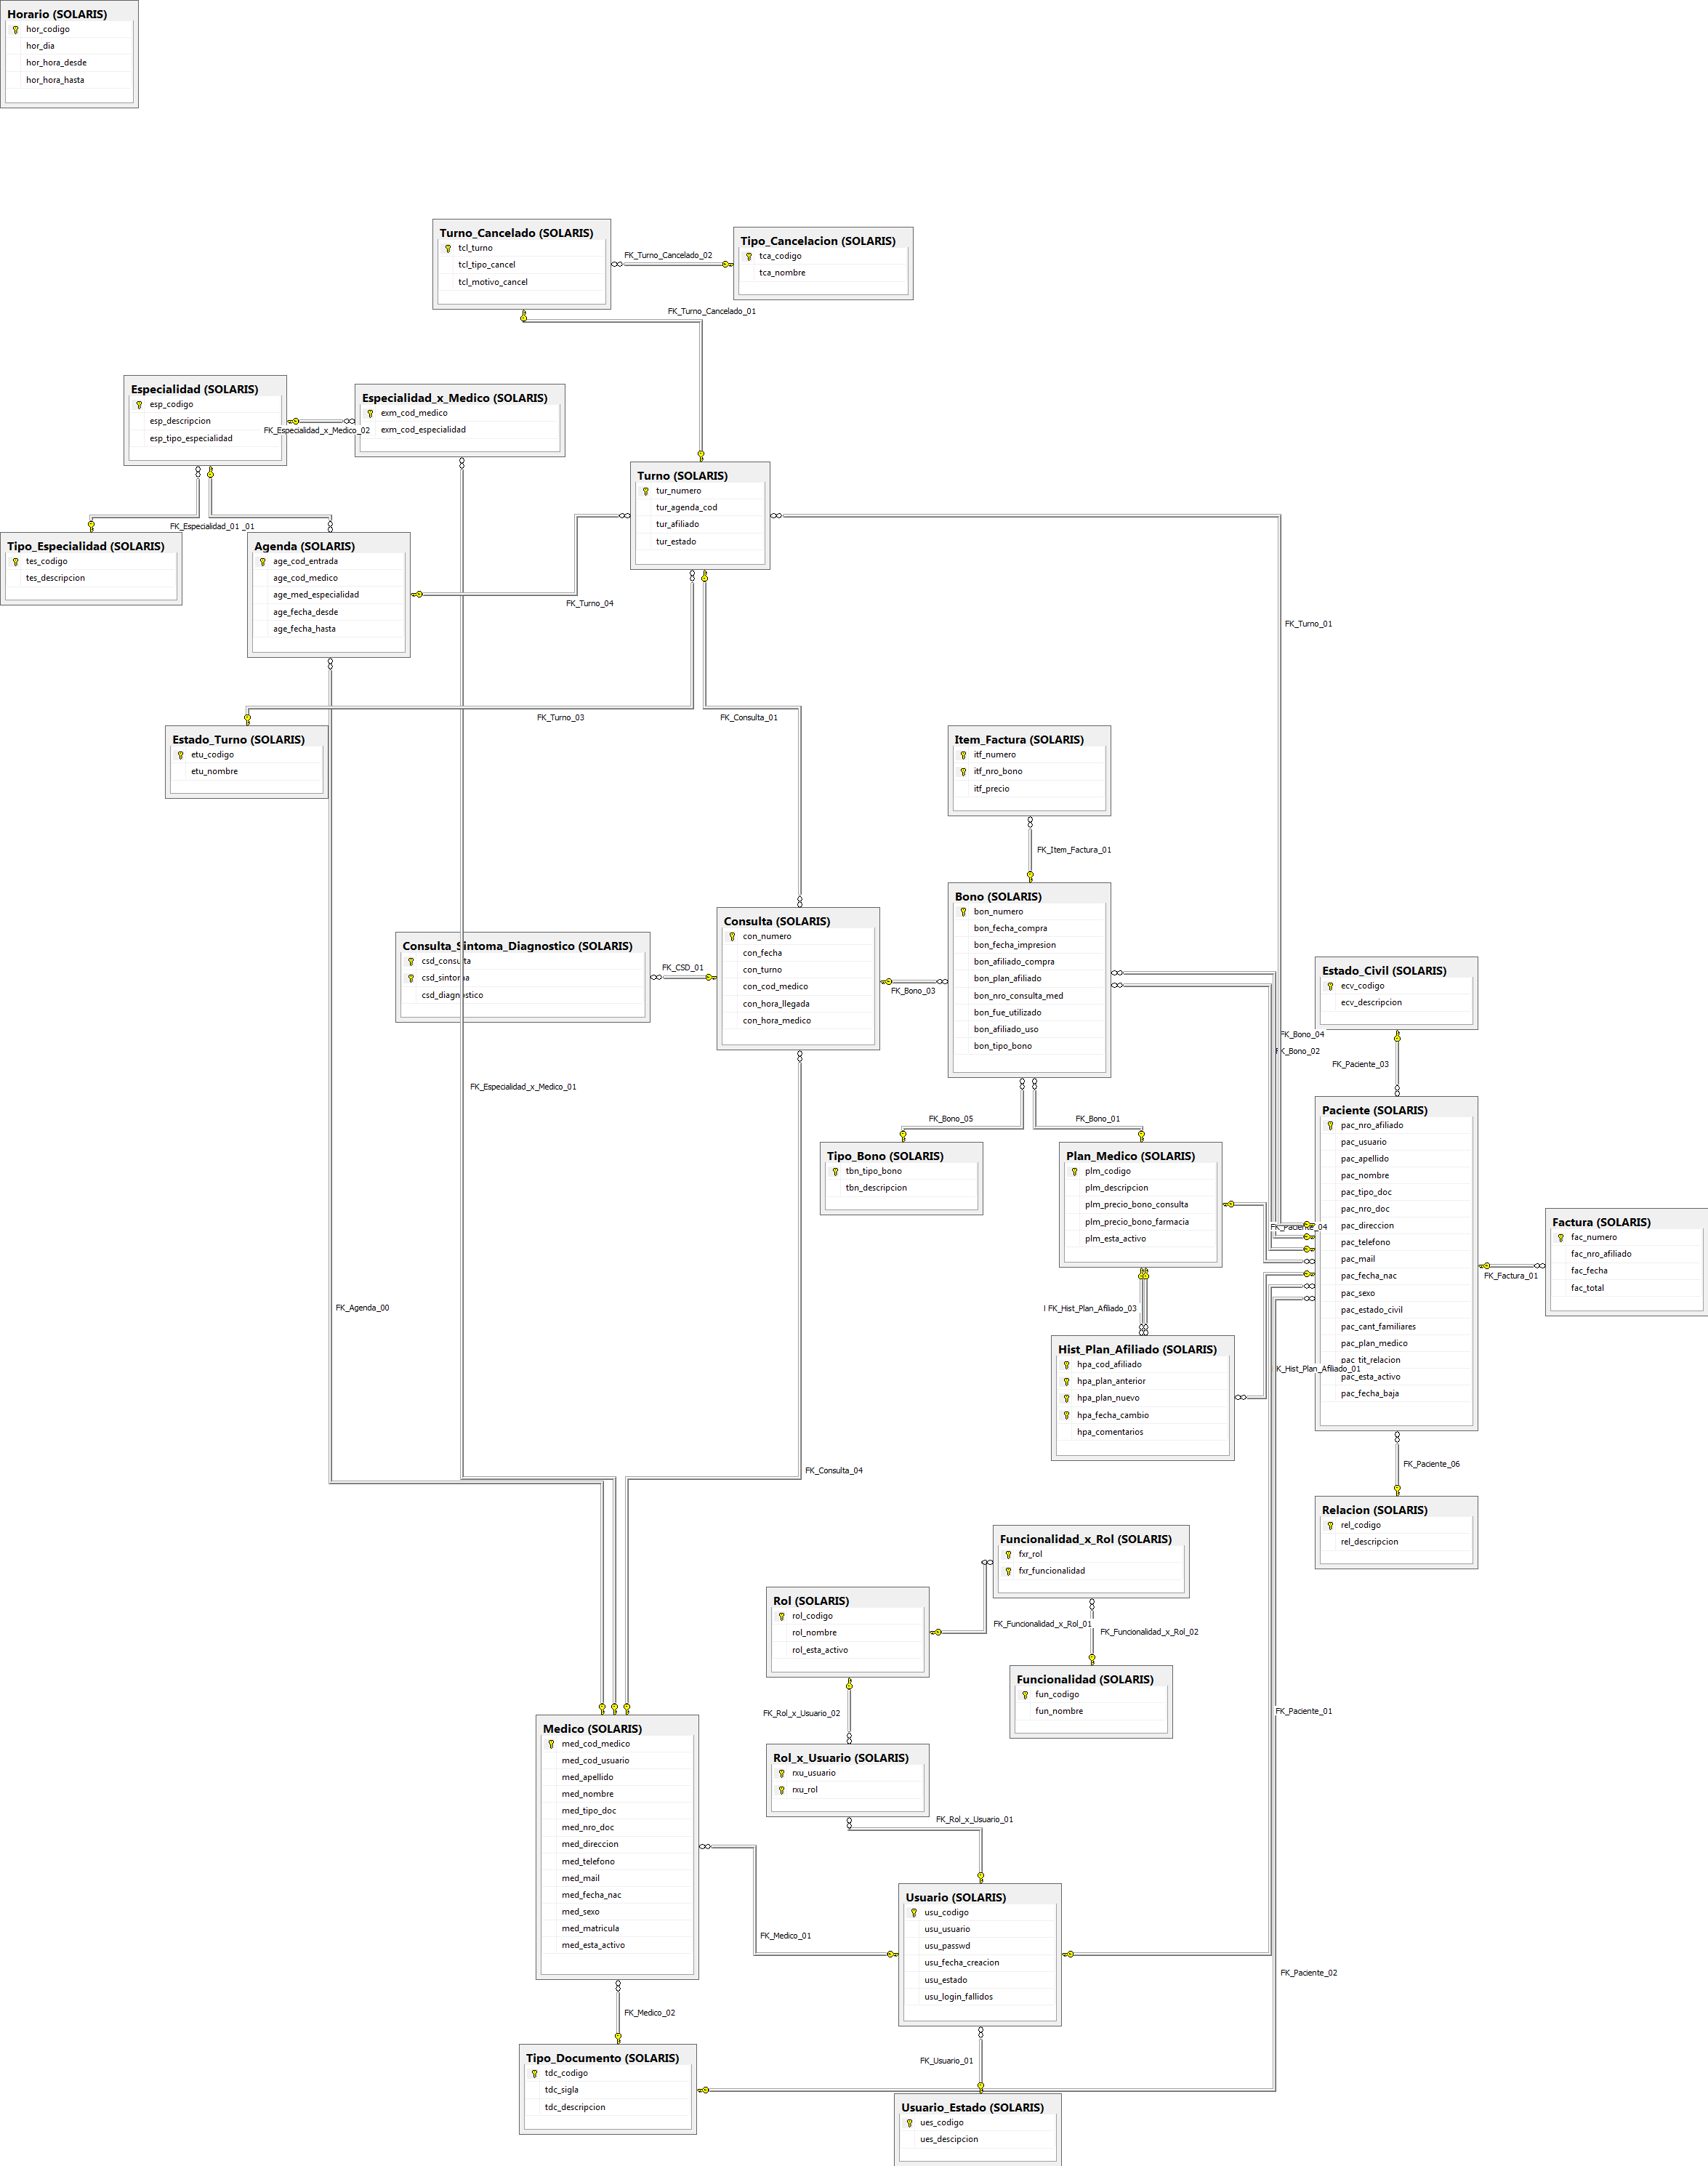 Horario (SOLARIS)
hor_codigo
hor_dia
hor_hora_desde
hor_hora_hasta
Turno_Cancelado (SOLARIS)
tcl_turno
tcl_tipo_cancel
tcl_motivo_cancel
FK_Turno_Cancelado_02
Tipo_Cancelacion (SOLARIS)
tca_codigo
tca_nombre
FK_Turno_Cancelado_01
Especialidad (SOLARIS)
esp_codigo
esp_descripcion
esp_tipo_especialidad
FK_Especialidad_x_Medico_02
Especialidad_x_Medico (SOLARIS)
exm_cod_medico
exm_cod_especialidad
Turno (SOLARIS)
tur_numero
tur_agenda_cod
tur_afiliado
tur_estado
FK_Especialidad_01 _01
Tipo_Especialidad (SOLARIS)
tes_codigo
tes_descripcion
Agenda (SOLARIS)
age_cod_entrada
age_cod_medico
age_med_especialidad
age_fecha_desde
age_fecha_hasta
FK_Turno_04
FK_Turno_01
FK_Turno_03
FK_Consulta_01
Estado_Turno (SOLARIS)
etu_codigo
etu_nombre
Item_Factura (SOLARIS)
itf_numero
itf_nro_bono
itf_precio
FK_Item_Factura_01
Bono (SOLARIS)
bon_numero
bon_fecha_compra
bon_fecha_impresion
bon_afiliado_compra
bon_plan_afiliado
bon_nro_consulta_med
bon_fue_utilizado
bon_afiliado_uso
bon_tipo_bono
Consulta (SOLARIS)
con_numero
con_fecha
con_turno
con_cod_medico
con_hora_llegada
con_hora_medico
Consulta_Sintoma_Diagnostico (SOLARIS)
csd_consulta
csd_sintoma
csd_diagnostico
FK_CSD_01
FK_Bono_03
Estado_Civil (SOLARIS)
ecv_codigo
ecv_descripcion
FK_Bono_04
FK_Bono_02
FK_Paciente_03
FK_Especialidad_x_Medico_01
FK_Bono_05
FK_Bono_01
Tipo_Bono (SOLARIS)
tbn_tipo_bono
tbn_descripcion
Plan_Medico (SOLARIS)
plm_codigo
plm_descripcion
plm_precio_bono_consulta
plm_precio_bono_farmacia
plm_esta_activo
Paciente (SOLARIS)
pac_nro_afiliado
pac_usuario
pac_apellido
pac_nombre
pac_tipo_doc
pac_nro_doc
pac_direccion
pac_telefono
pac_mail
pac_fecha_nac
pac_sexo
pac_estado_civil
pac_cant_familiares
pac_plan_medico
pac_tit_relacion
pac_esta_activo
pac_fecha_baja
FK_Paciente_04
Factura (SOLARIS)
fac_numero
fac_nro_afiliado
fac_fecha
fac_total
FK_Factura_01
FK_Agenda_00
FK_Hist_Plan_Afiliado_03
Hist_Plan_Afiliado (SOLARIS)
hpa_cod_afiliado
hpa_plan_anterior
hpa_plan_nuevo
hpa_fecha_cambio
hpa_comentarios
FK_Hist_Plan_Afiliado_01
FK_Consulta_04
FK_Paciente_06
Relacion (SOLARIS)
rel_codigo
rel_descripcion
Funcionalidad_x_Rol (SOLARIS)
fxr_rol
fxr_funcionalidad
Rol (SOLARIS)
rol_codigo
rol_nombre
rol_esta_activo
FK_Funcionalidad_x_Rol_01
FK_Funcionalidad_x_Rol_02
Funcionalidad (SOLARIS)
fun_codigo
fun_nombre
FK_Rol_x_Usuario_02
FK_Paciente_01
Medico (SOLARIS)
med_cod_medico
med_cod_usuario
med_apellido
med_nombre
med_tipo_doc
med_nro_doc
med_direccion
med_telefono
med_mail
med_fecha_nac
med_sexo
med_matricula
med_esta_activo
Rol_x_Usuario (SOLARIS)
rxu_usuario
rxu_rol
FK_Rol_x_Usuario_01
Usuario (SOLARIS)
usu_codigo
usu_usuario
usu_passwd
usu_fecha_creacion
usu_estado
usu_login_fallidos
FK_Medico_01
FK_Paciente_02
FK_Medico_02
Tipo_Documento (SOLARIS)
tdc_codigo
tdc_sigla
tdc_descripcion
FK_Usuario_01
Usuario_Estado (SOLARIS)
ues_codigo
ues_descipcion